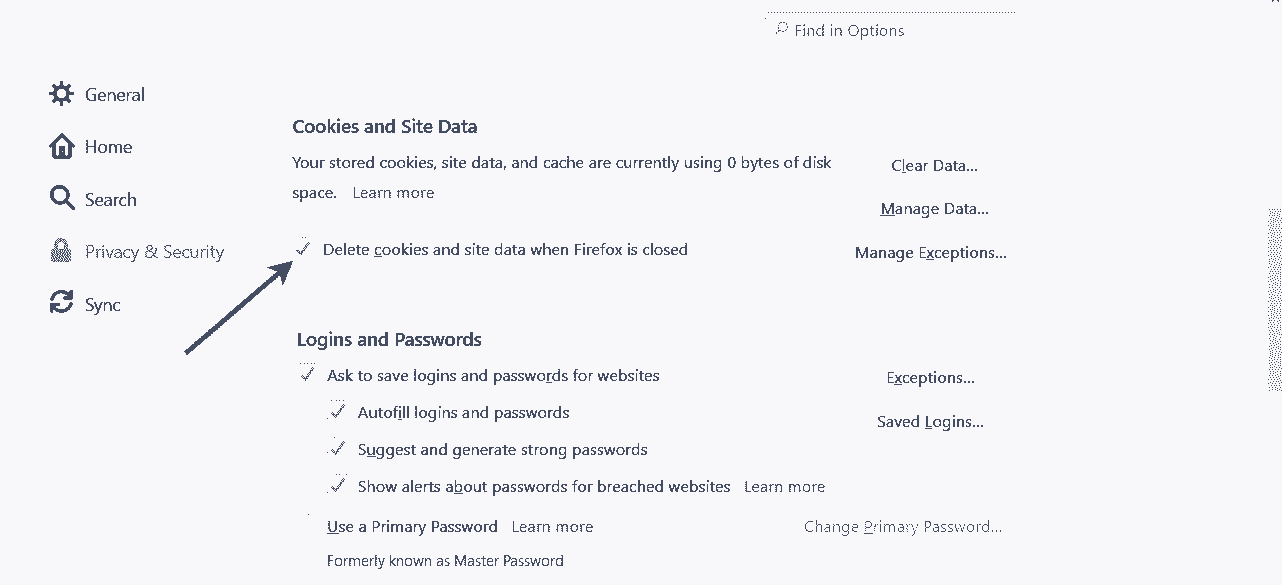 Find in Options
General
Home
Search
Privacy & Security
Sync
Cookies and Site Data
Your stored cookies, site data, and cache are currently using 0 bytes of disk
space. Learn more
Clear Data...
Manage Data...
Delete cookies and site data when Firefox is closed
Manage Exceptions...
Logins and Passwords
Ask to save logins and passwords for websites
Exceptions...
Autofill logins and passwords
Saved Logins...
Suggest and generate strong passwords
Show alerts about passwords for breached websites Learn more
Use a Primary Password Learn more
Change Primary Password...
Formerly known as Master Password